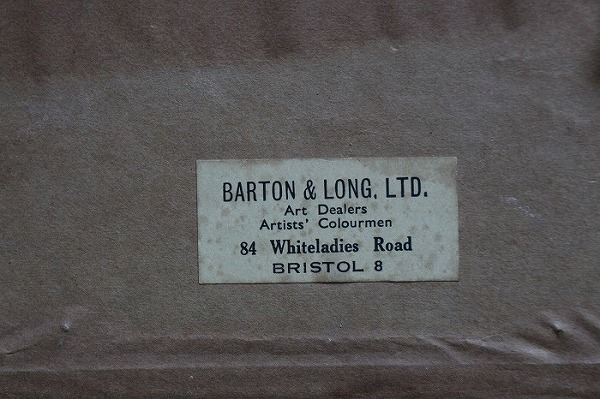 BARTON & LONG, LTD.
Art Dealers
Artists' Colourmen
84 Whiteladies Road
BRISTOL 8